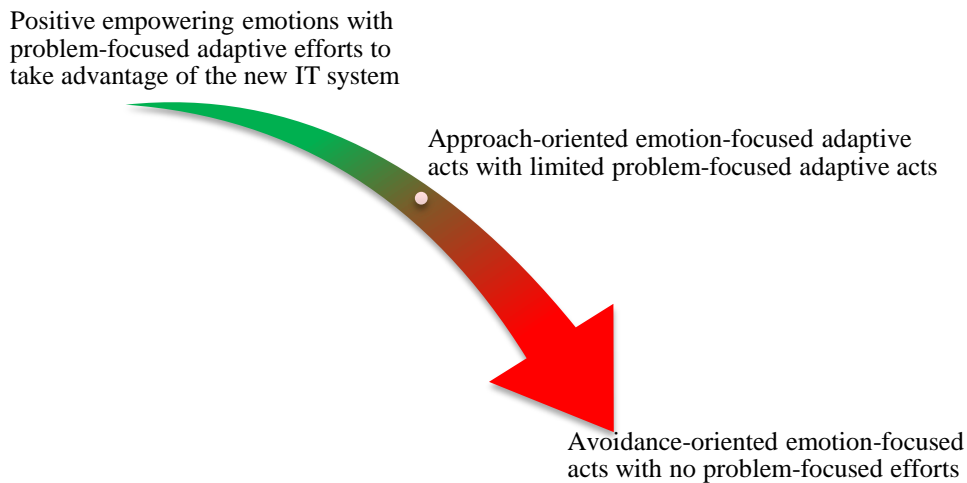 Positive empowering emotions with
problem-focused adaptive efforts to
take advantage of the new IT system
Approach-oriented emotion-focused adaptive
acts with limited problem-focused adaptive acts
Avoidance-oriented emotion-focused
acts with no problem-focused efforts